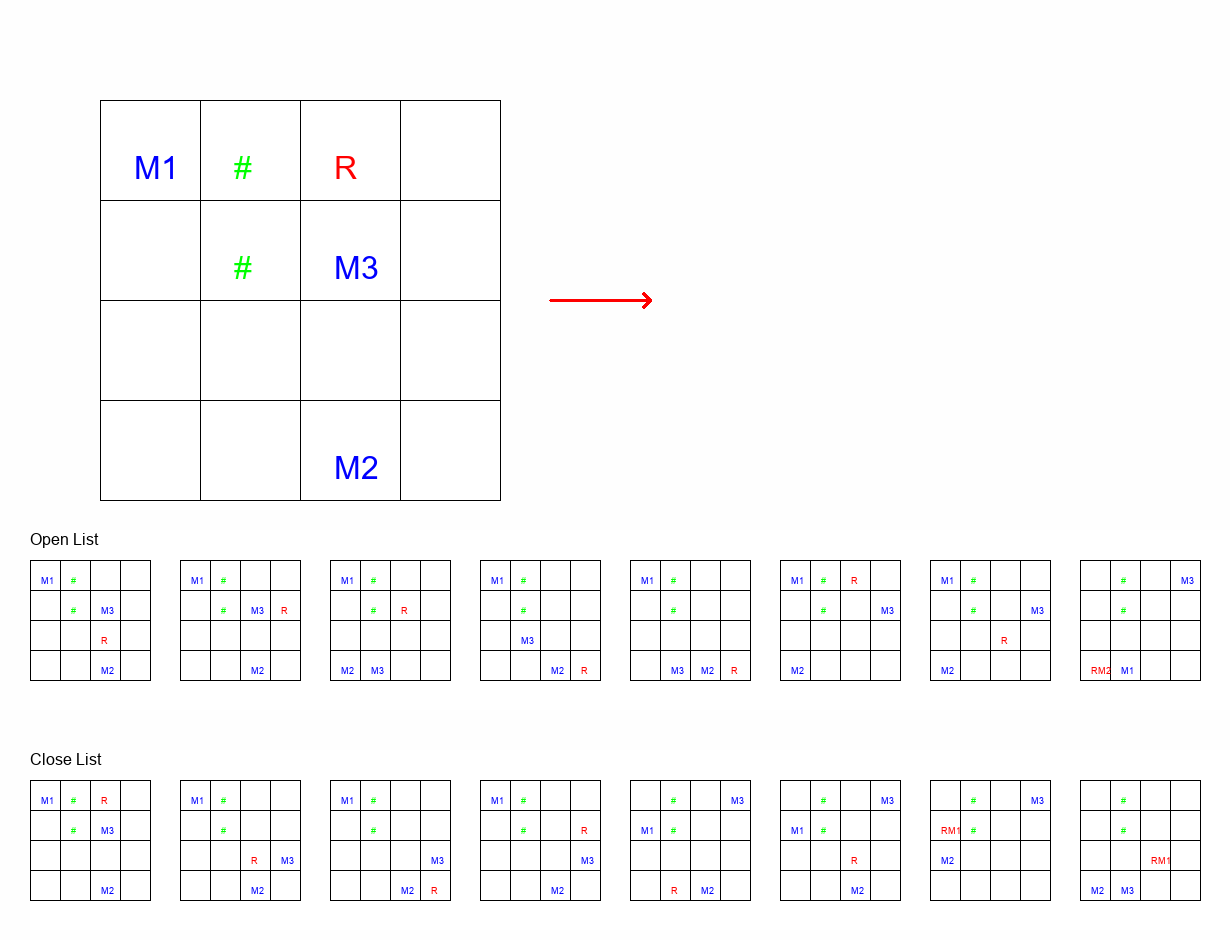 M1 # R
# M3
M2
Open List
M1 # M1 # M1 # M1 # M1 # M1 # R M1 # # M3
# M3 # M3 R # R # # # M3 # M3 #
R M3 R
M2 M2 M2 M3 M2 R M3 M2 R M2 M2 RM2 M1
Close List
M1 # R M1 # M1 # M1 # # M3 # M3 # M3 #
# M3 # # # R M1 # M1 # RM1 # #
R M3 M3 M3 R M2 RM1
M2 M2 M2 R M2 R M2 M2 M2 M3